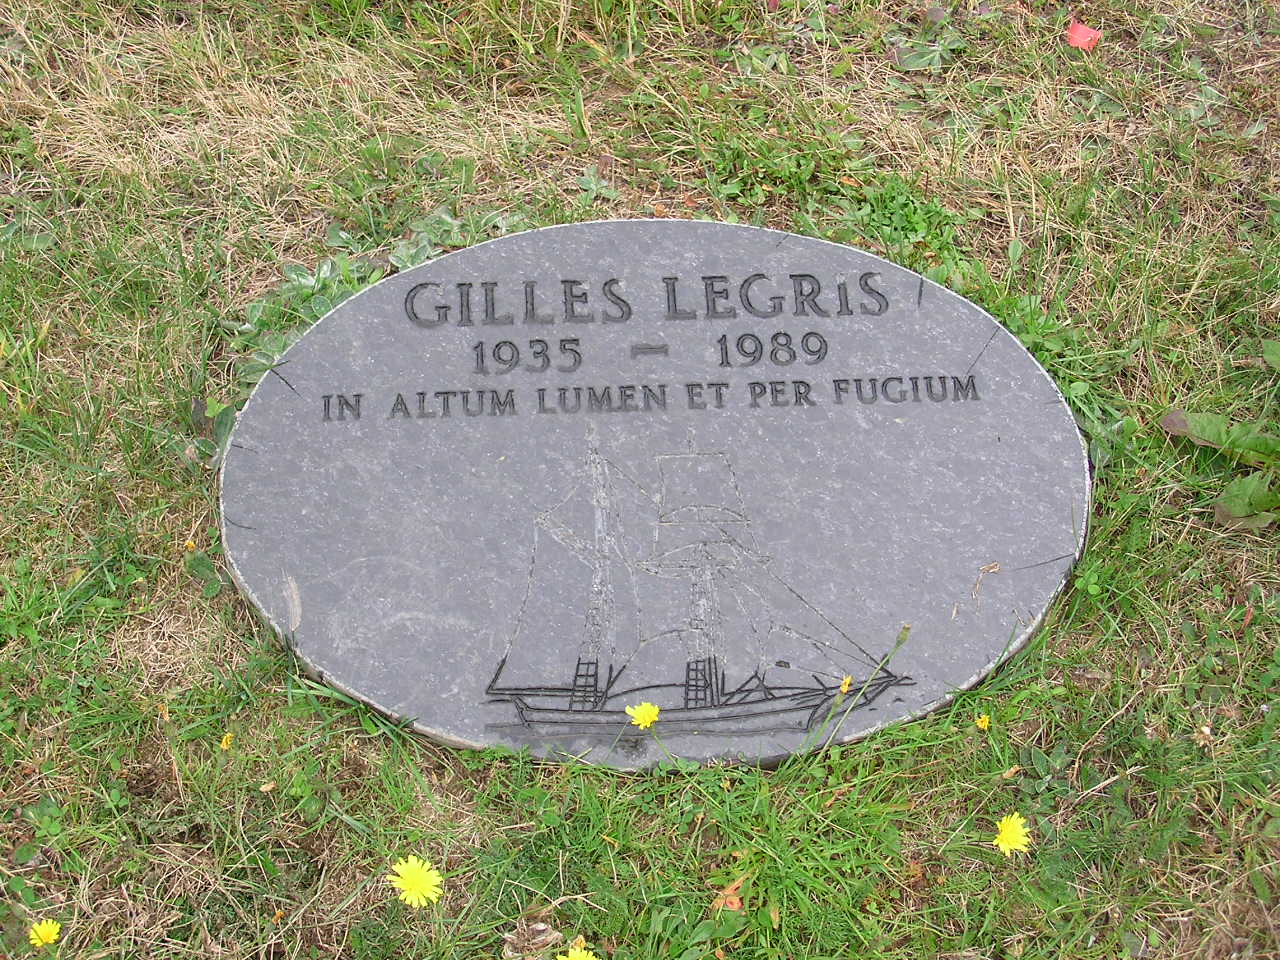 GILLES LEGRIS
1935 – 1989
IN ALTUM LUMEN ET PER FUGIUM